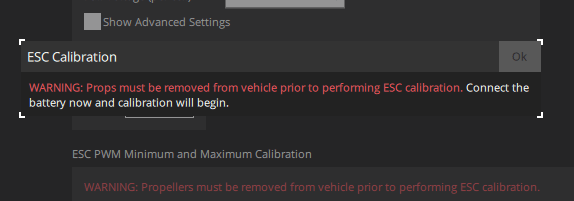 Show Advanced Settings
ESC Calibration
Ok
WARNING: Props must be removed from vehicle prior to performing ESC calibration. Connect the
battery now and calibration will begin.
ESC PWM Minimum and Maximum Calibration
WARNING: Propellers must be removed from vehicle prior to performing ESC calibration.